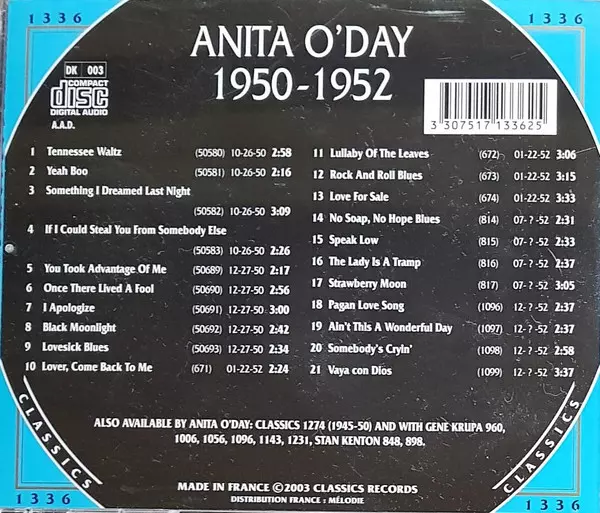 1336
1336
ANITA O'DAY
1950-1952
DK 003
COMPACT
disc
DIGITAL AUDIO
A.A.D.
3 307517 133625
1 Tennessee Waltz (50580) 10-26-50 2:58
2 Yeah Boo (50581) 10-26-50 2:16
3 Something I Dreamed Last Night
(50582) 10-26-50 3:09
4 If I Could Steal You From Somebody Else
(50583) 10-26-50 2:26
5 You Took Advantage Of Me (50689) 12-27-50 2:17
6 Once There Lived A Fool (50690) 12-27-50 2:56
7 I Apologize (50691) 12-27-50 3:00
8 Black Moonlight (50692) 12-27-50 2:42
9 Lovesick Blues (50693) 12-27-50 2:34
10 Lover, Come Back To Me (671) 01-22-52 2:24
11 Lullaby Of The Leaves (672) 01-22-52 3:06
12 Rock And Roll Blues (673) 01-22-52 3:15
13 Love For Sale (674) 01-22-52 3:33
14 No Soap, No Hope Blues (814) 07- ? -52 2:31
15 Speak Low (815) 07- ? -52 2:33
16 The Lady Is A Tramp (816) 07- ? -52 2:37
17 Strawberry Moon (817) 07- ? -52 3:05
18 Pagan Love Song (1096) 12- ? -52 2:37
19 Ain't This A Wonderful Day (1097) 12- ? -52 2:37
20 Somebody's Cryin' (1098) 12- ? -52 2:58
21 Vaya con Dios (1099) 12- ? -52 3:37
ALSO AVAILABLE BY ANITA O'DAY: CLASSICS 1274 (1945-50) AND WITH GENE KRUPA 960,
1006, 1056, 1096, 1143, 1231, STAN KENTON 848, 898.
CLASSICS
CLASSICS
MADE IN FRANCE ©2003 CLASSICS RECORDS
DISTRIBUTION FRANCE : MÉLODIE
1336
1336